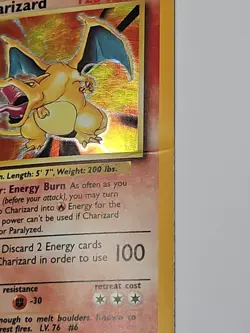 arizard
n. Length: 5' 7", Weight: 200 lbs.
r: Energy Burn As often as you
(before your attack), you may turn
o Charizard into Energy for the
power can't be used if Charizard
or Paralyzed.
Discard 2 Energy cards
Charizard in order to use 100
resistance
retreat cost
-30
nough to melt boulders.
rest fires. LV. 76 #6